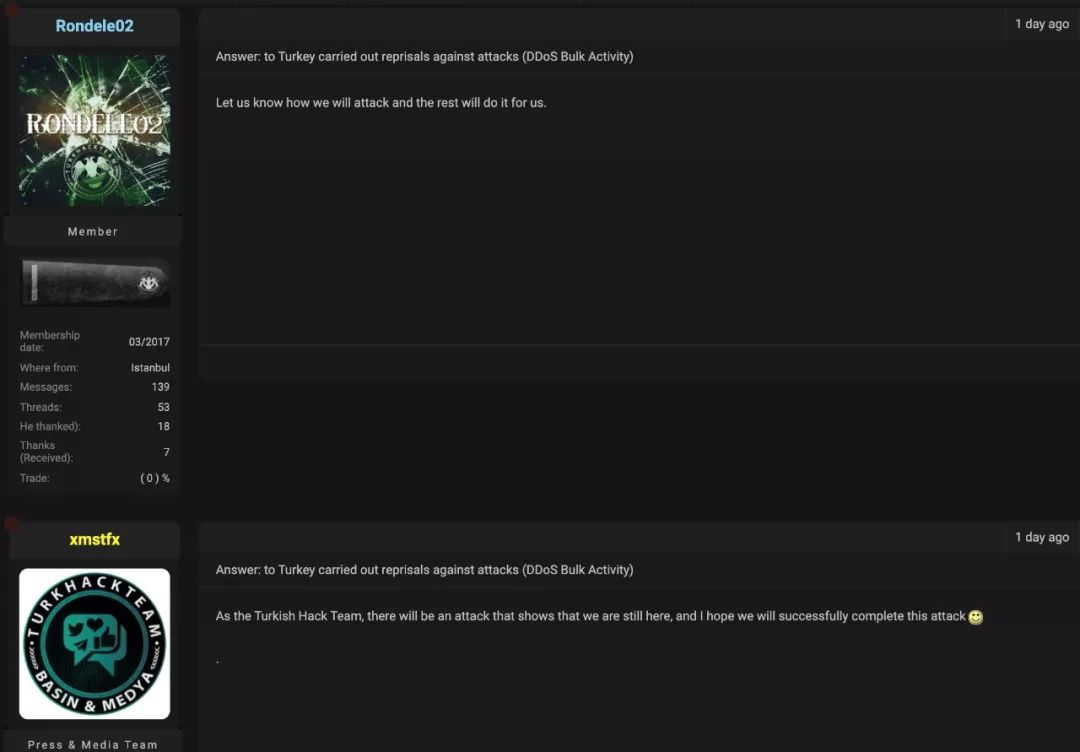 Rondele02
1 day ago
Answer: to Turkey carried out reprisals against attacks (DDoS Bulk Activity)
Let us know how we will attack and the rest will do it for us.
RONDELE02
TURKHACKTEAM
Member
Membership date: 03/2017
Where from: Istanbul
Messages: 139
Threads: 53
He thanked): 18
Thanks (Received): 7
Trade: ( 0 ) %
xmstfx
1 day ago
Answer: to Turkey carried out reprisals against attacks (DDoS Bulk Activity)
As the Turkish Hack Team, there will be an attack that shows that we are still here, and I hope we will successfully complete this attack
.
TURKHACKTEAM
BASIN & MEDYA
Press & Media Team